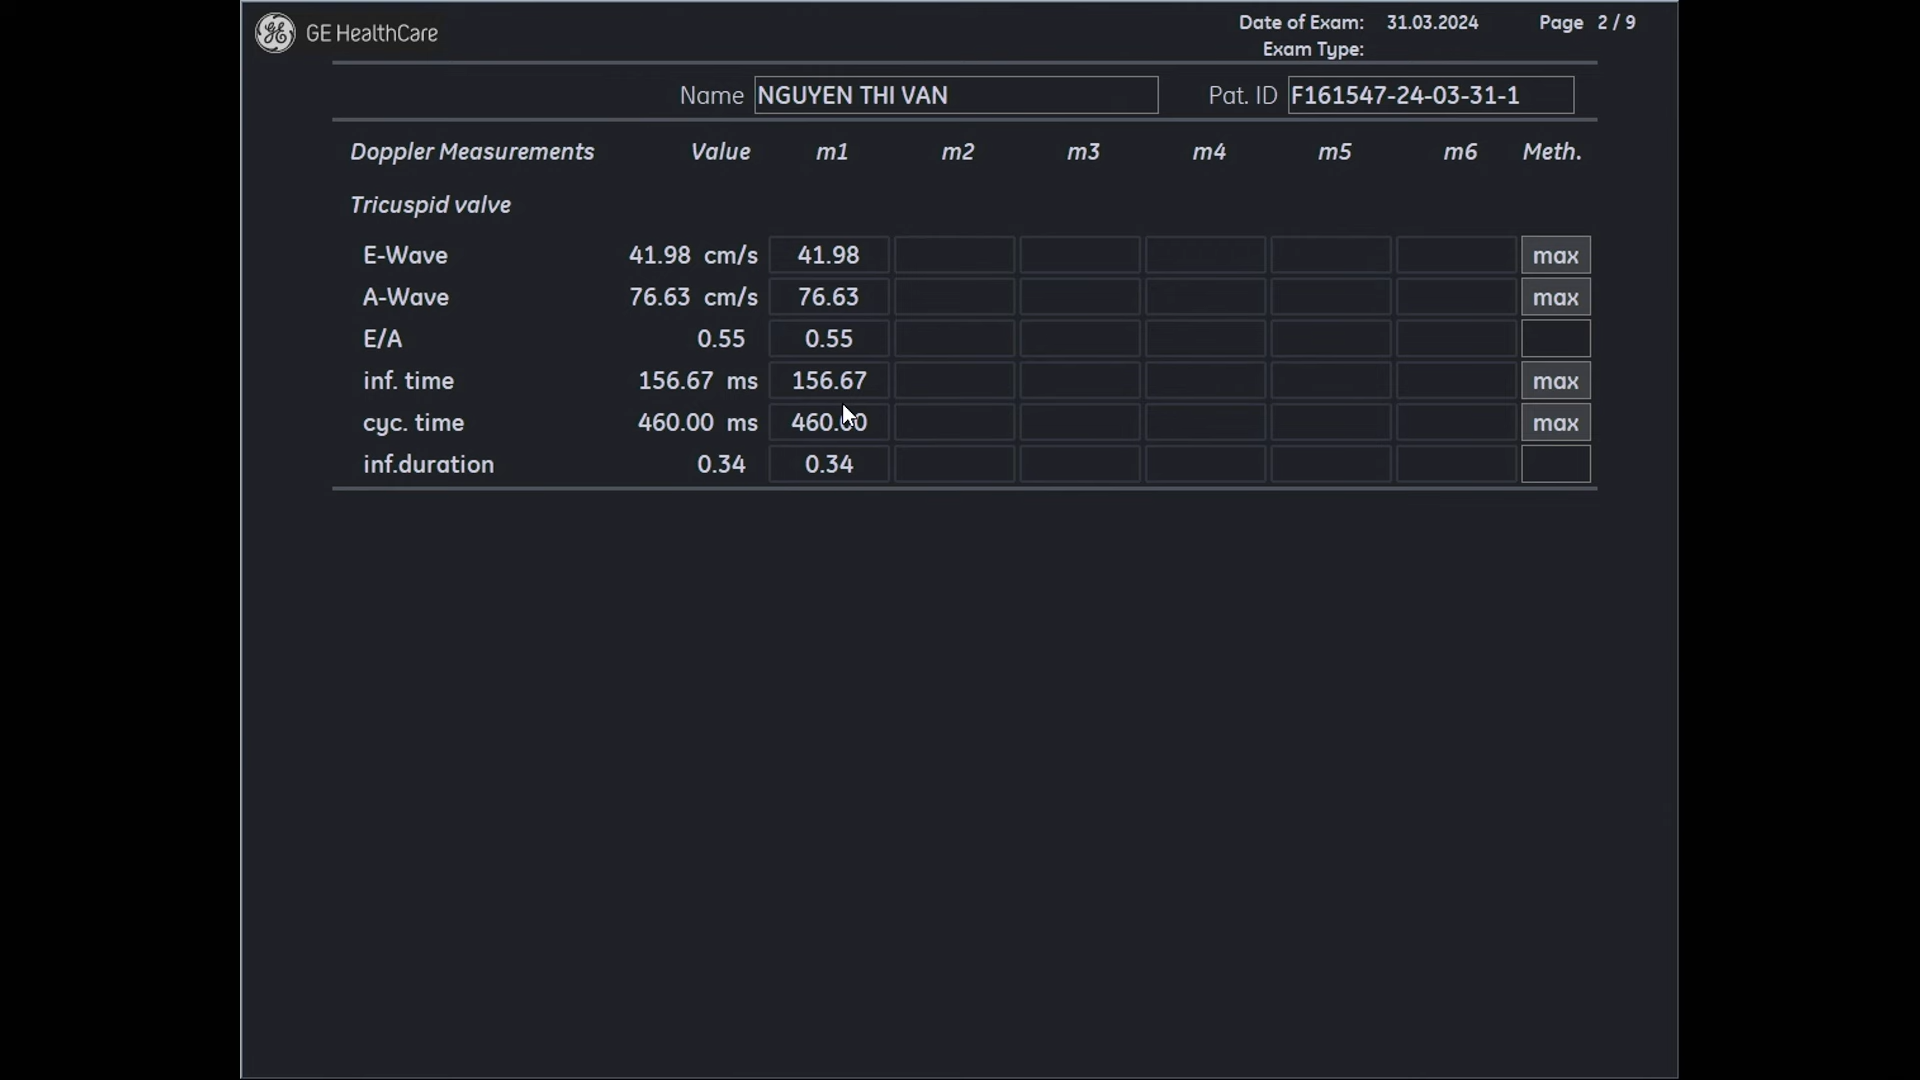 GE HealthCare
Date of Exam: 31.03.2024 Page 2 / 9
Exam Type:
Name NGUYEN THI VAN Pat. ID F161547-24-03-31-1
Doppler Measurements Value m1 m2 m3 m4 m5 m6 Meth.
Tricuspid valve
E-Wave 41.98 cm/s 41.98 max
A-Wave 76.63 cm/s 76.63 max
E/A 0.55 0.55
inf. time 156.67 ms 156.67 max
cyc. time 460.00 ms 460.00 max
inf.duration 0.34 0.34